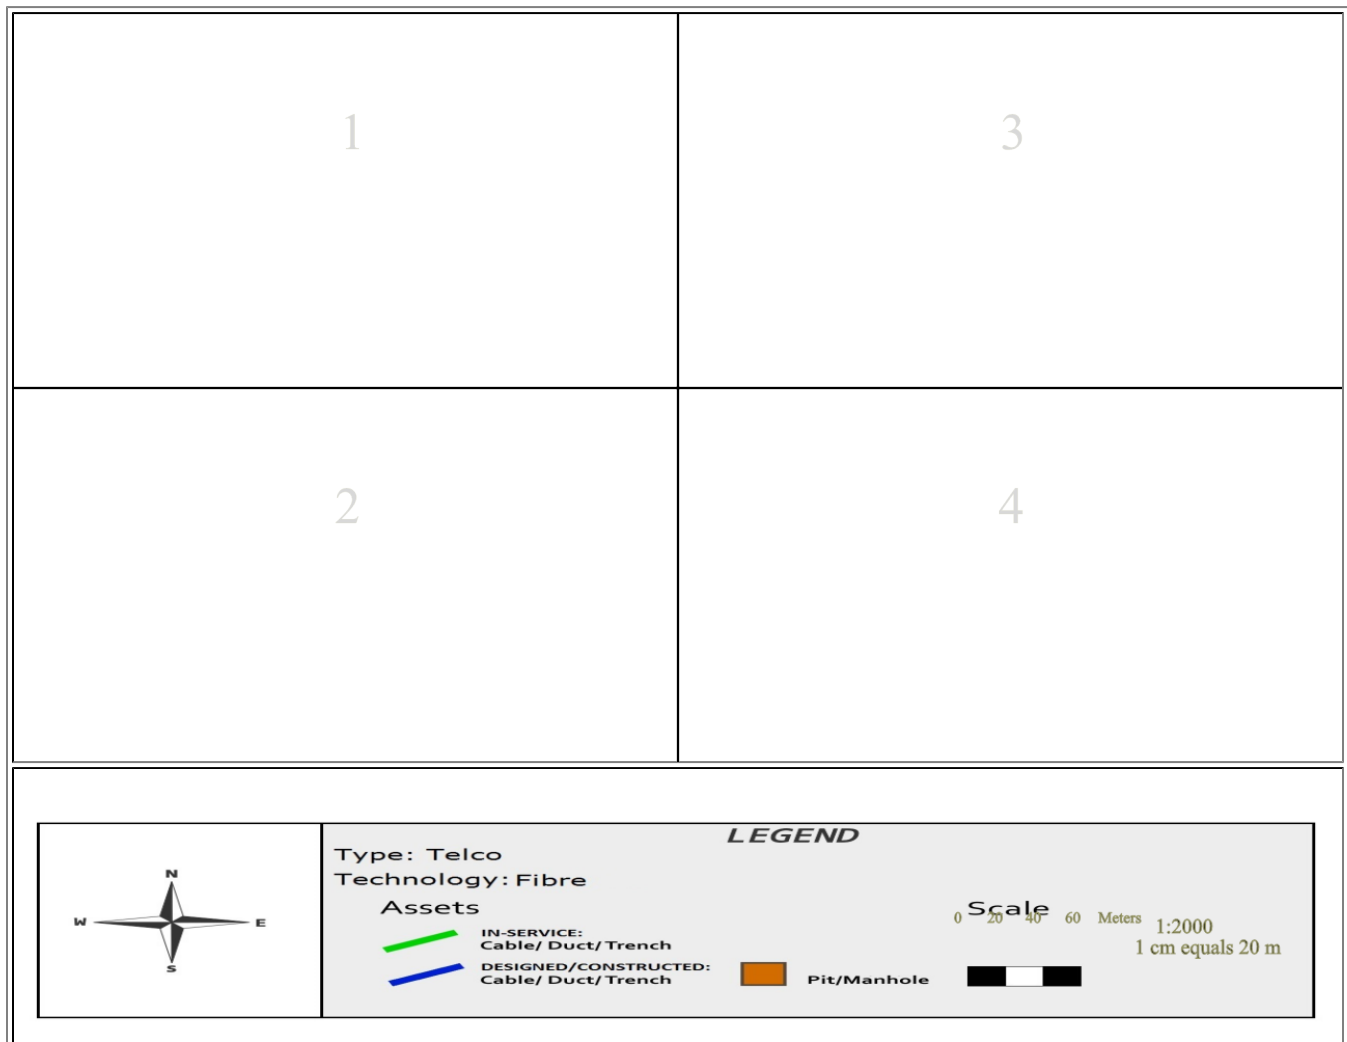 1
3
2
4
LEGEND
Type: Telco
Technology: Fibre
Assets
Scale
0 20 40 60 Meters
1:2000
1 cm equals 20 m
IN-SERVICE:
Cable/ Duct/ Trench
DESIGNED/CONSTRUCTED:
Cable/ Duct/ Trench
Pit/Manhole
N
W
E
S